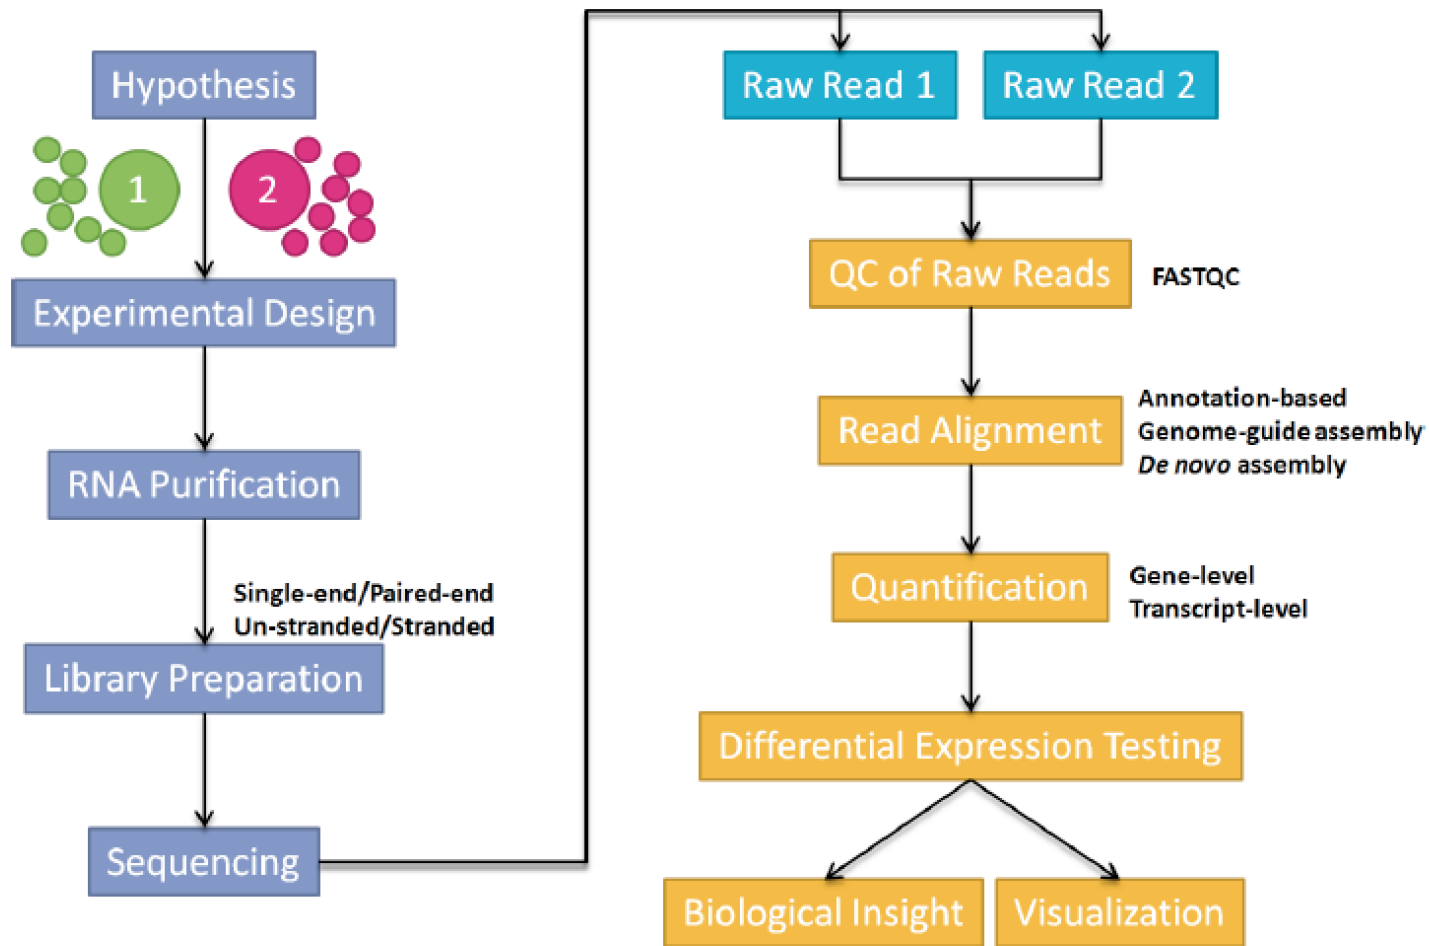 Hypothesis
1
2
Experimental Design
RNA Purification
Single-end/Paired-end
Un-stranded/Stranded
Library Preparation
Sequencing
Raw Read 1
Raw Read 2
QC of Raw Reads
FASTQC
Read Alignment
Annotation-based
Genome-guide assembly
De novo assembly
Quantification
Gene-level
Transcript-level
Differential Expression Testing
Biological Insight
Visualization